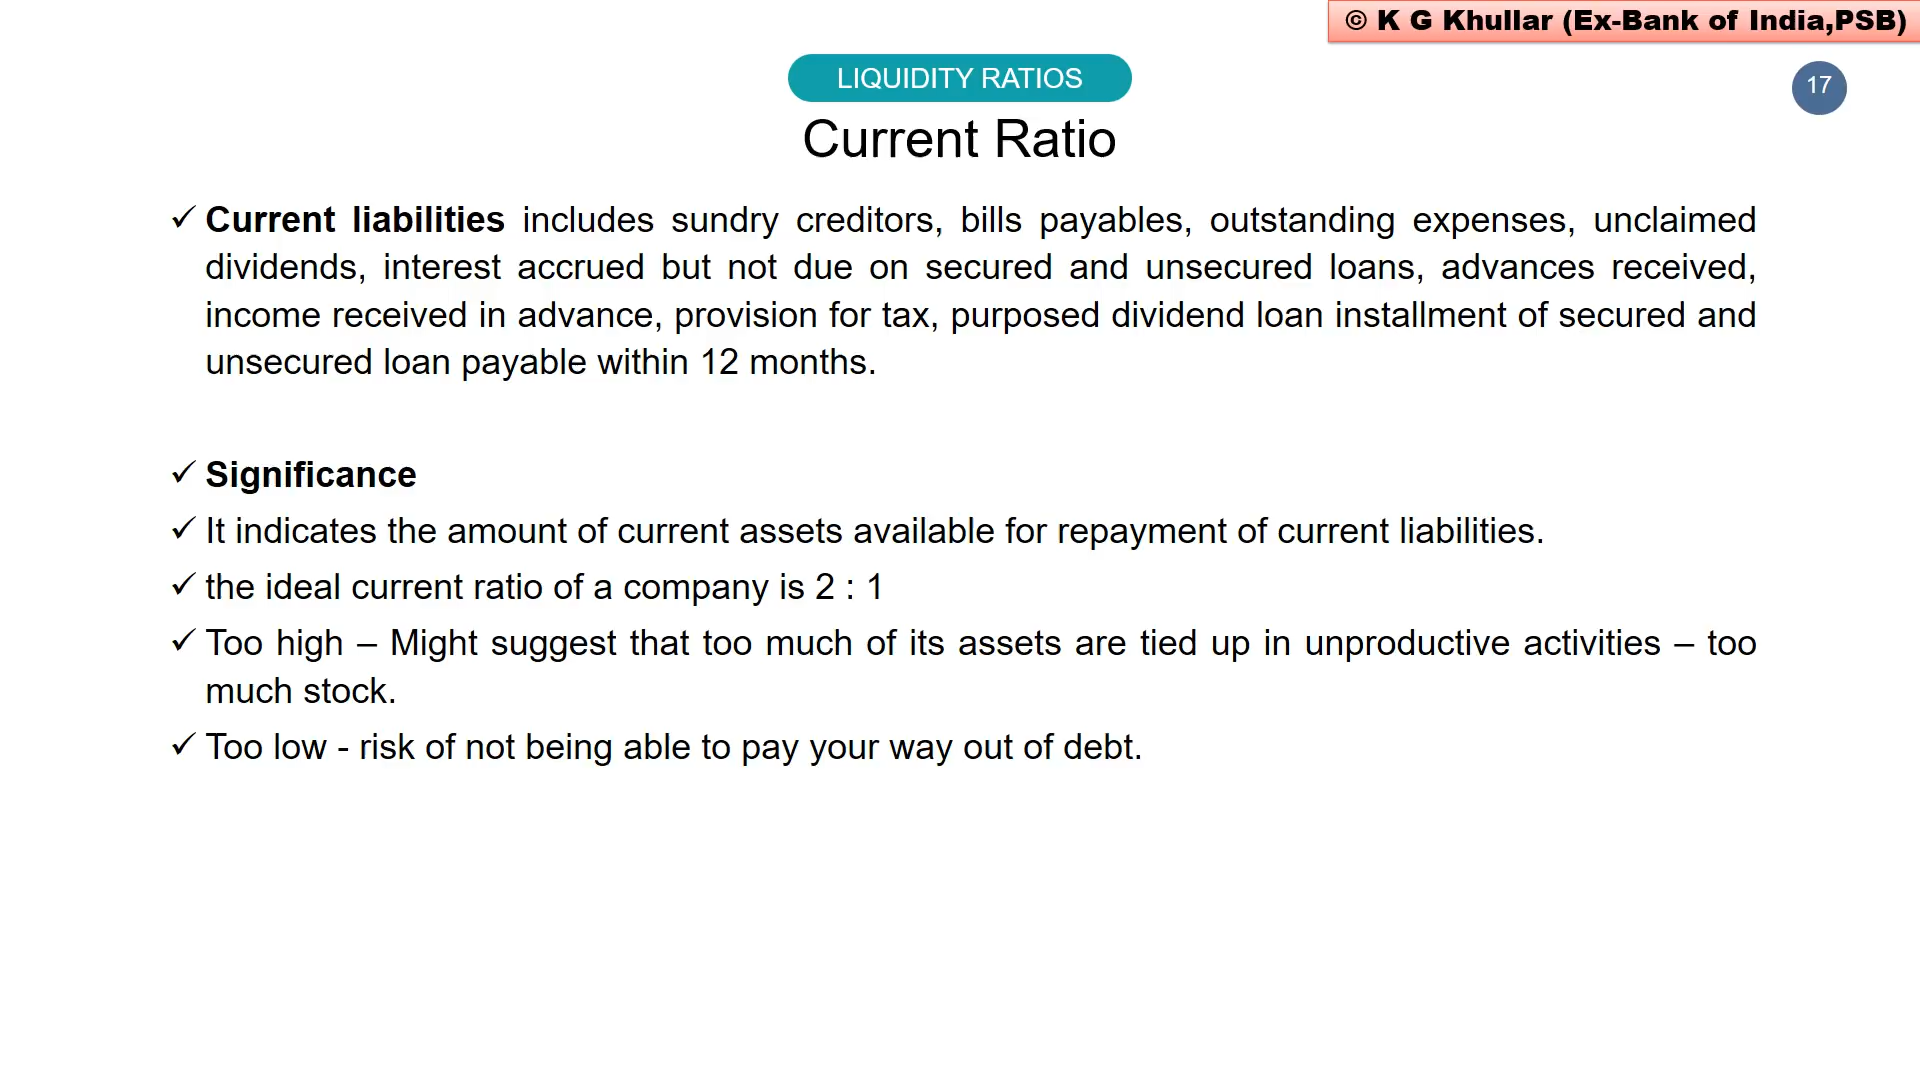 © K G Khullar (Ex-Bank of India,PSB)
LIQUIDITY RATIOS
17
Current Ratio
✓ Current liabilities includes sundry creditors, bills payables, outstanding expenses, unclaimed
dividends, interest accrued but not due on secured and unsecured loans, advances received,
income received in advance, provision for tax, purposed dividend loan installment of secured and
unsecured loan payable within 12 months.
✓ Significance
✓ It indicates the amount of current assets available for repayment of current liabilities.
✓ the ideal current ratio of a company is 2 : 1
✓ Too high – Might suggest that too much of its assets are tied up in unproductive activities – too
much stock.
✓ Too low - risk of not being able to pay your way out of debt.